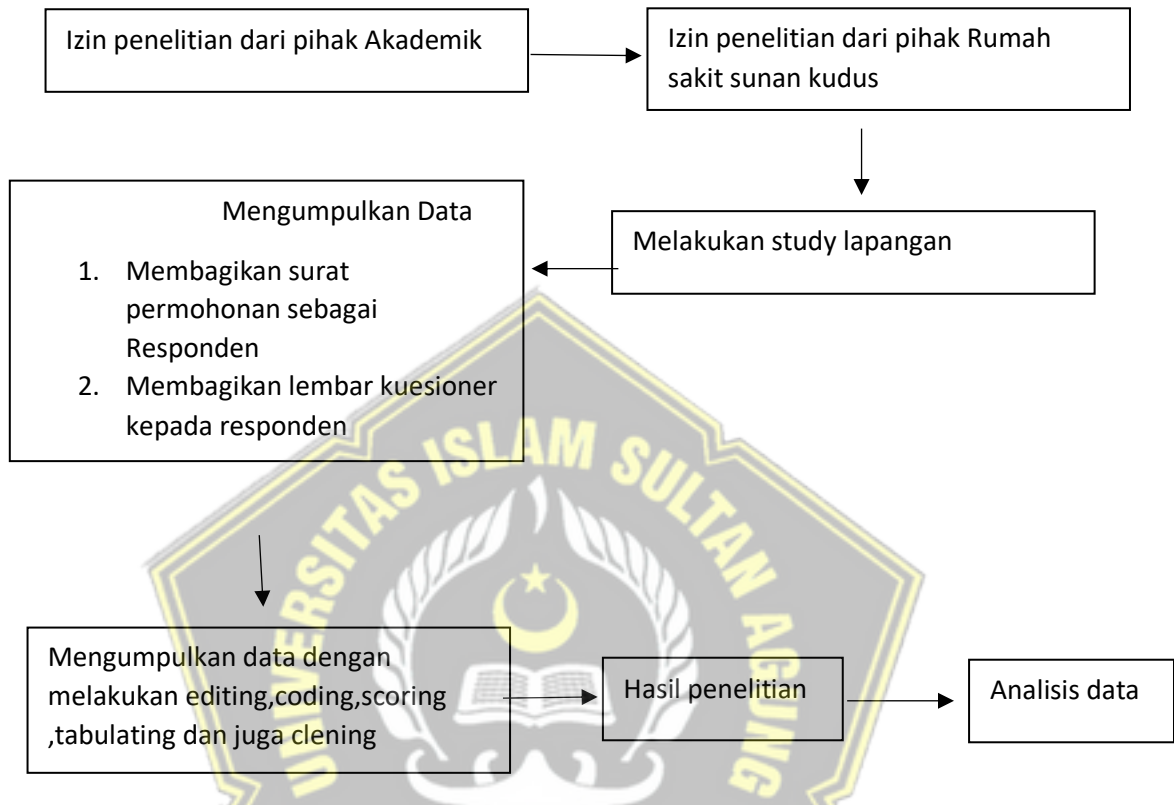 Izin penelitian dari pihak Akademik
Izin penelitian dari pihak Rumah
sakit sunan kudus
Melakukan study lapangan
Mengumpulkan Data
1. Membagikan surat
permohonan sebagai
Responden
2. Membagikan lembar kuesioner
kepada responden
UNIVERSITAS ISLAM SULTAN AGUNG
Mengumpulkan data dengan
melakukan editing,coding,scoring
,tabulating dan juga clening
Hasil penelitian
Analisis data